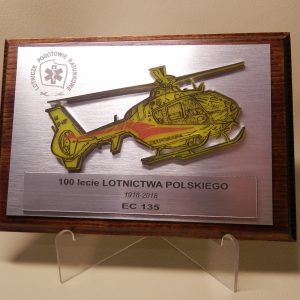 LOTNICZE POGOTOWIE RATUNKOWE
100 lecie LOTNICTWA POLSKIEGO
1918-2018
EC 135